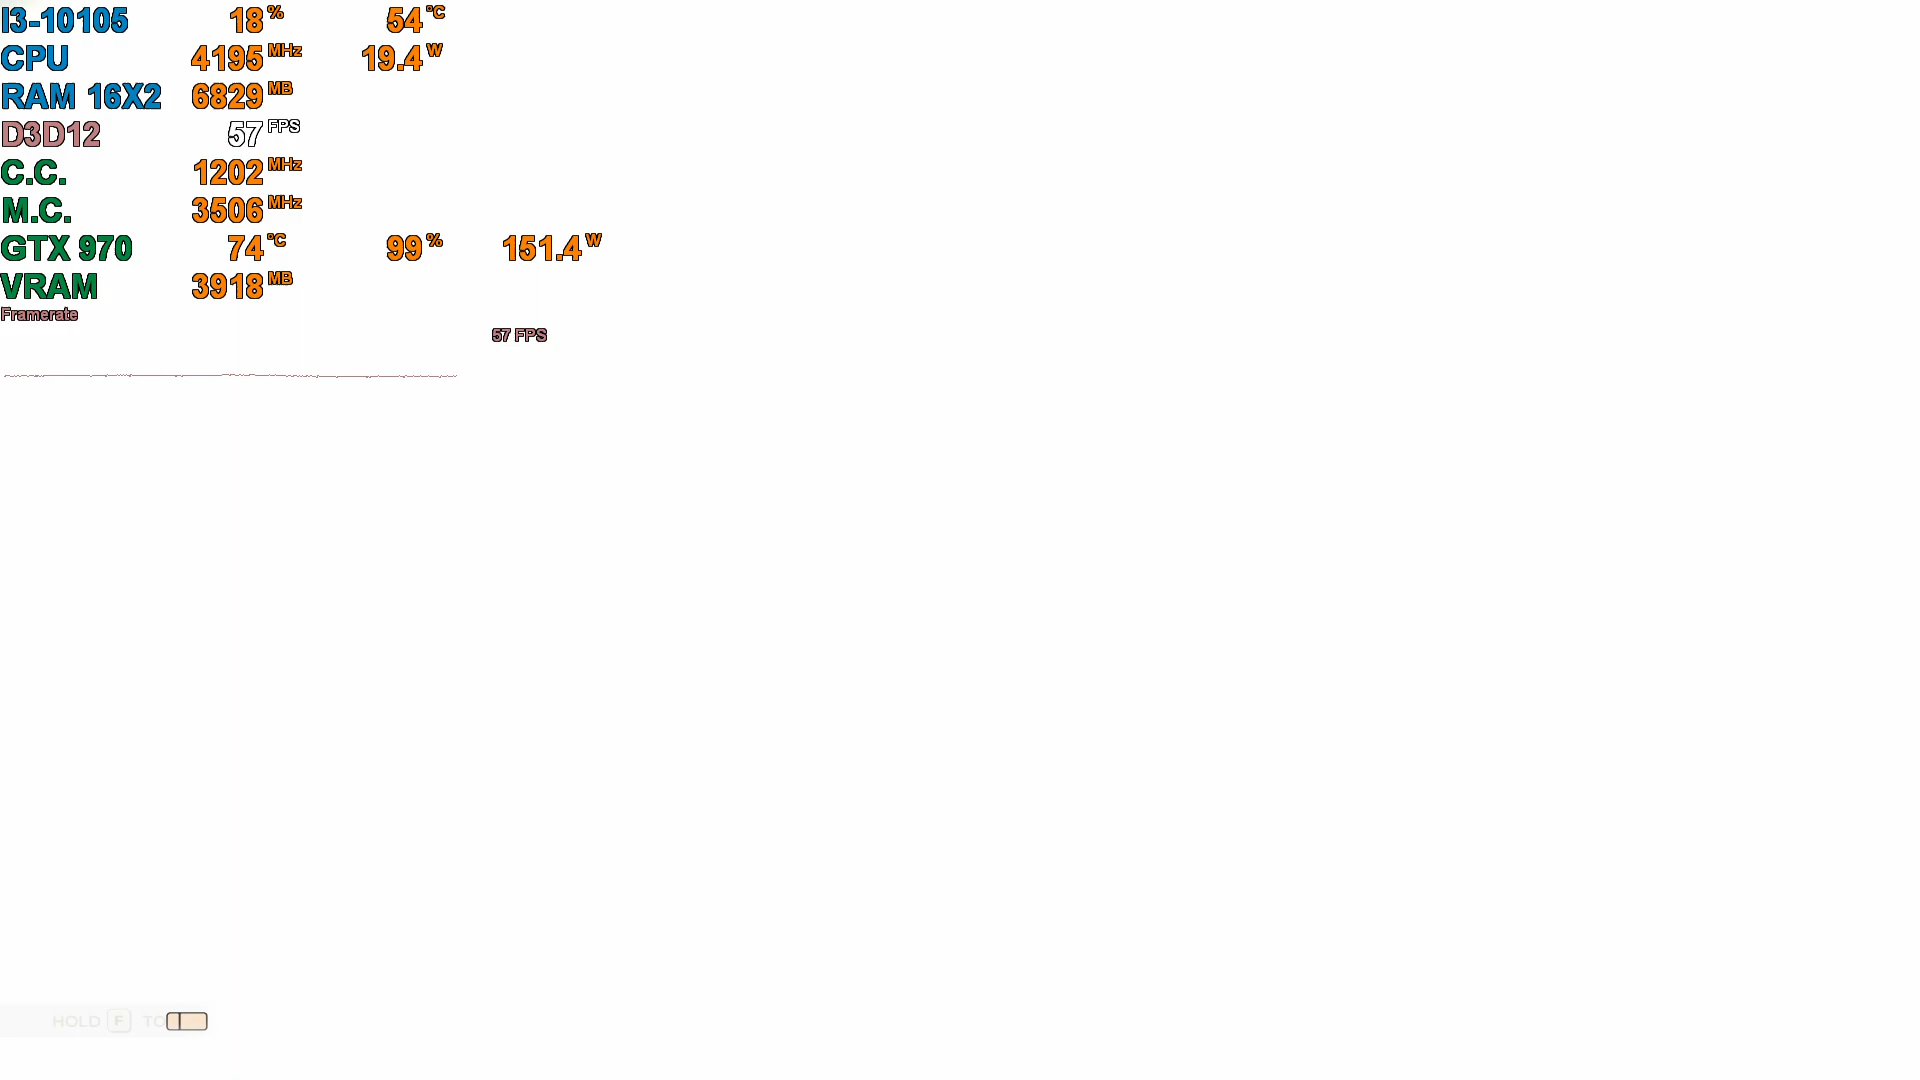 I3-10105 18 % 54 °C
CPU 4195 MHz 19.4 W
RAM 16X2 6829 MB
D3D12 57 FPS
C.C. 1202 MHz
M.C. 3506 MHz
GTX 970 74 °C 99 % 151.4 W
VRAM 3918 MB
Framerate
57 FPS
HOLD F TO